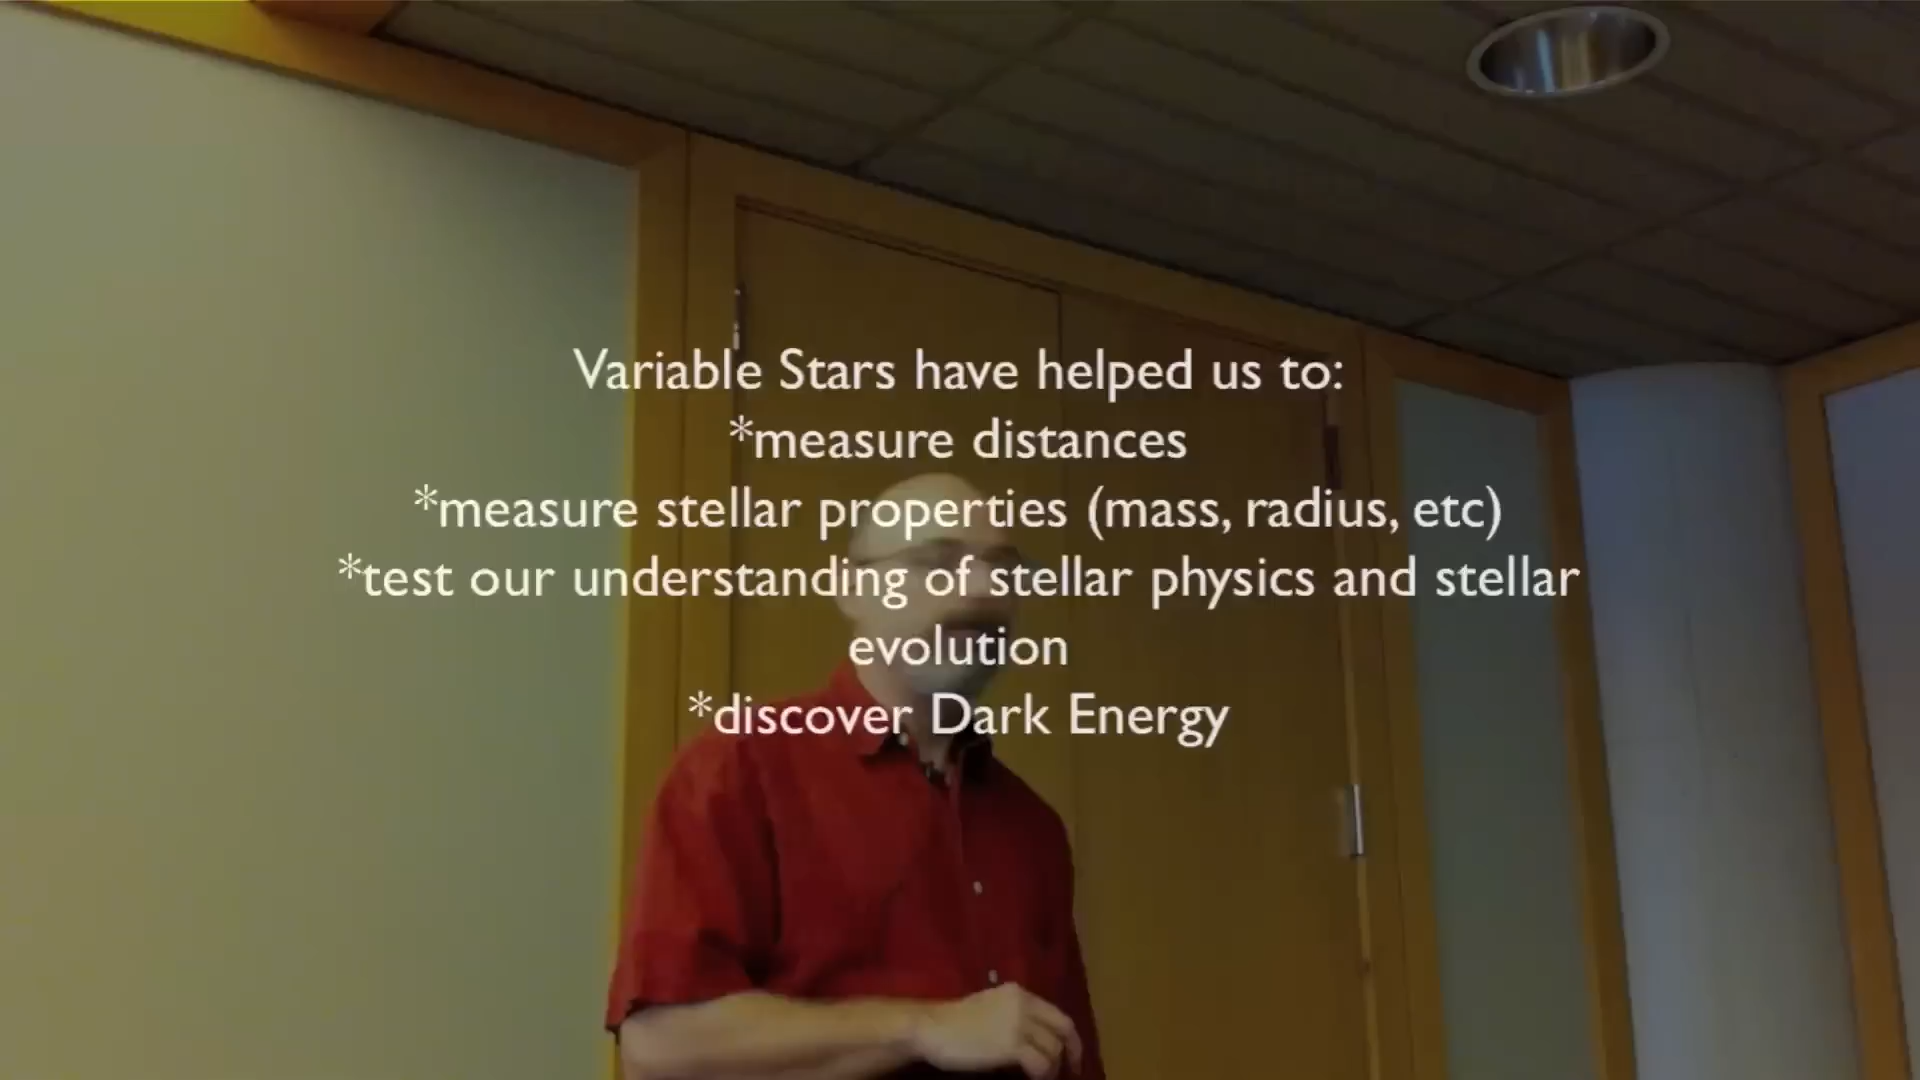 Variable Stars have helped us to:
*measure distances
*measure stellar properties (mass, radius, etc)
*test our understanding of stellar physics and stellar
evolution
*discover Dark Energy